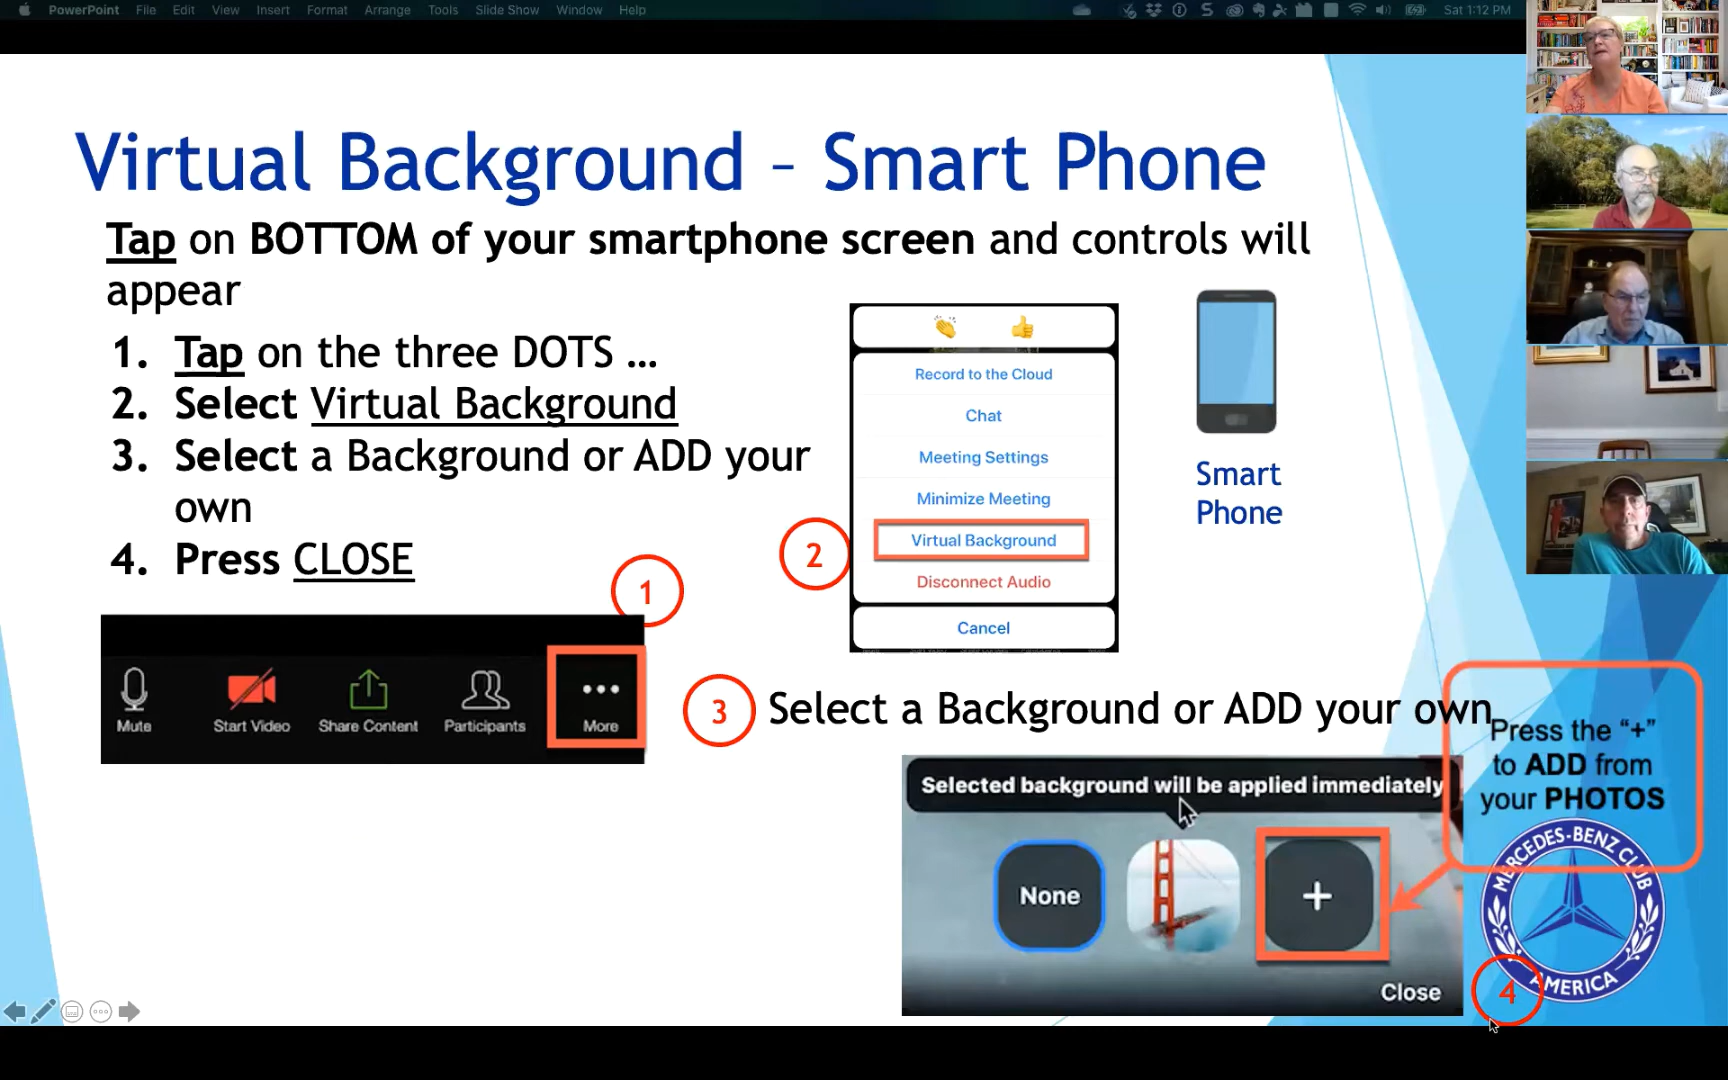 PowerPoint File Edit View Insert Format Arrange Tools Slide Show Window Help Sat 1:12 PM
Virtual Background – Smart Phone
Tap on BOTTOM of your smartphone screen and controls will
appear
1. Tap on the three DOTS ...
2. Select Virtual Background
3. Select a Background or ADD your
own
4. Press CLOSE
1
Mute Start Video Share Content Participants More
2
Record to the Cloud
Chat
Meeting Settings
Minimize Meeting
Virtual Background
Disconnect Audio
Cancel
Smart
Phone
3 Select a Background or ADD your own
Selected background will be applied immediately
None +
Close
Press the “+”
to ADD from
your PHOTOS
MERCEDES-BENZ CLUB
AMERICA
4